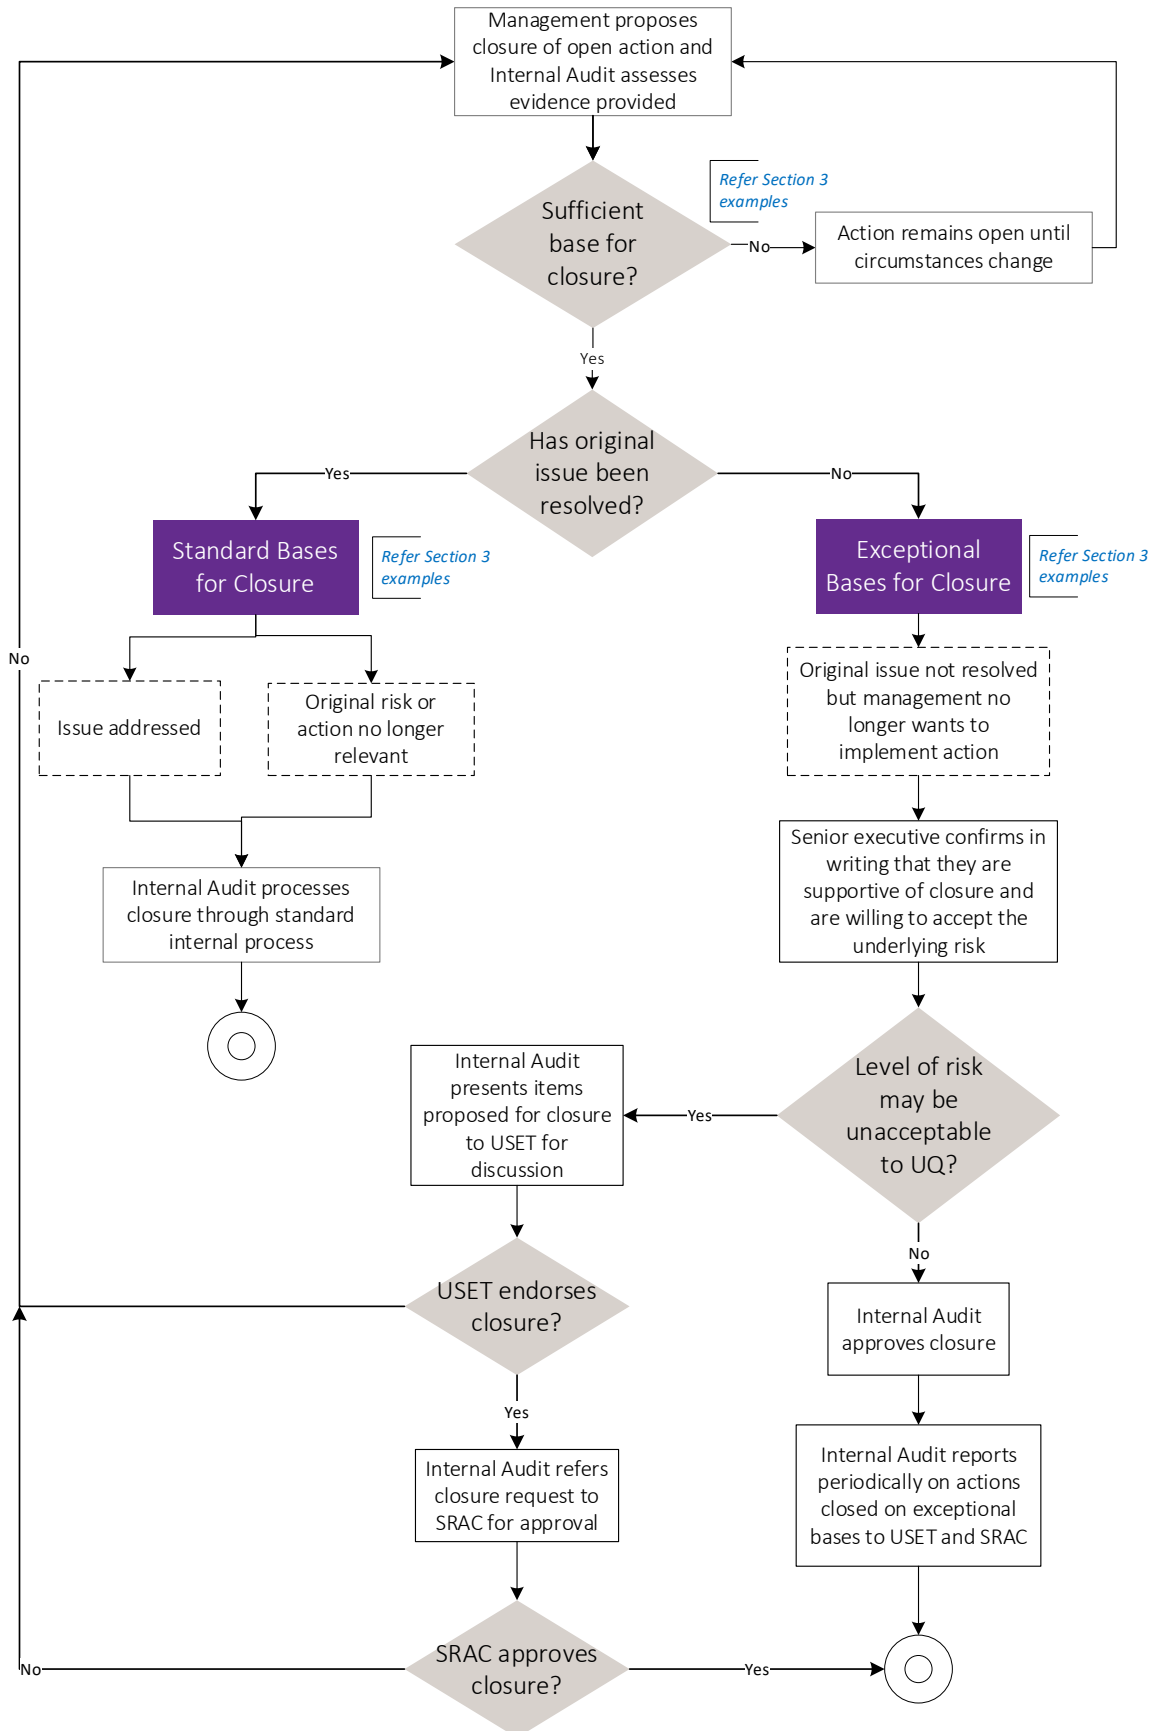 Management proposes
closure of open action and
Internal Audit assesses
evidence provided
Refer Section 3
examples
Sufficient
base for
closure?
No
Action remains open until
circumstances change
Yes
Has original
issue been
resolved?
Yes
No
Standard Bases
for Closure
Refer Section 3
examples
Exceptional
Bases for Closure
Refer Section 3
examples
No
Issue addressed
Original risk or
action no longer
relevant
Original issue not resolved
but management no
longer wants to
implement action
Internal Audit processes
closure through standard
internal process
Senior executive confirms in
writing that they are
supportive of closure and
are willing to accept the
underlying risk
Level of risk
may be
unacceptable
to UQ?
Yes
Internal Audit
presents items
proposed for closure
to USET for
discussion
No
USET endorses
closure?
Internal Audit
approves closure
Yes
Internal Audit refers
closure request to
SRAC for approval
Internal Audit reports
periodically on actions
closed on exceptional
bases to USET and SRAC
SRAC approves
closure?
No
Yes